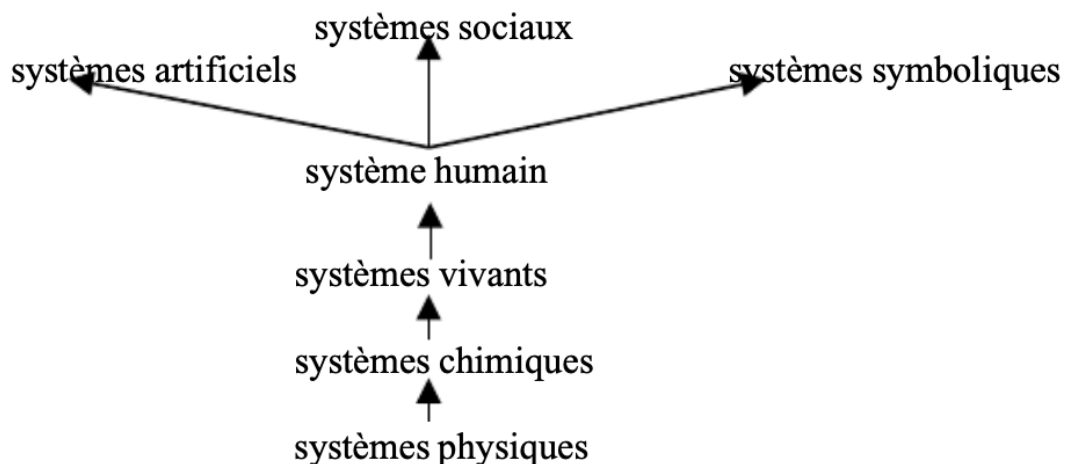 systèmes sociaux
systèmes artificiels
systèmes symboliques
système humain
systèmes vivants
systèmes chimiques
systèmes physiques